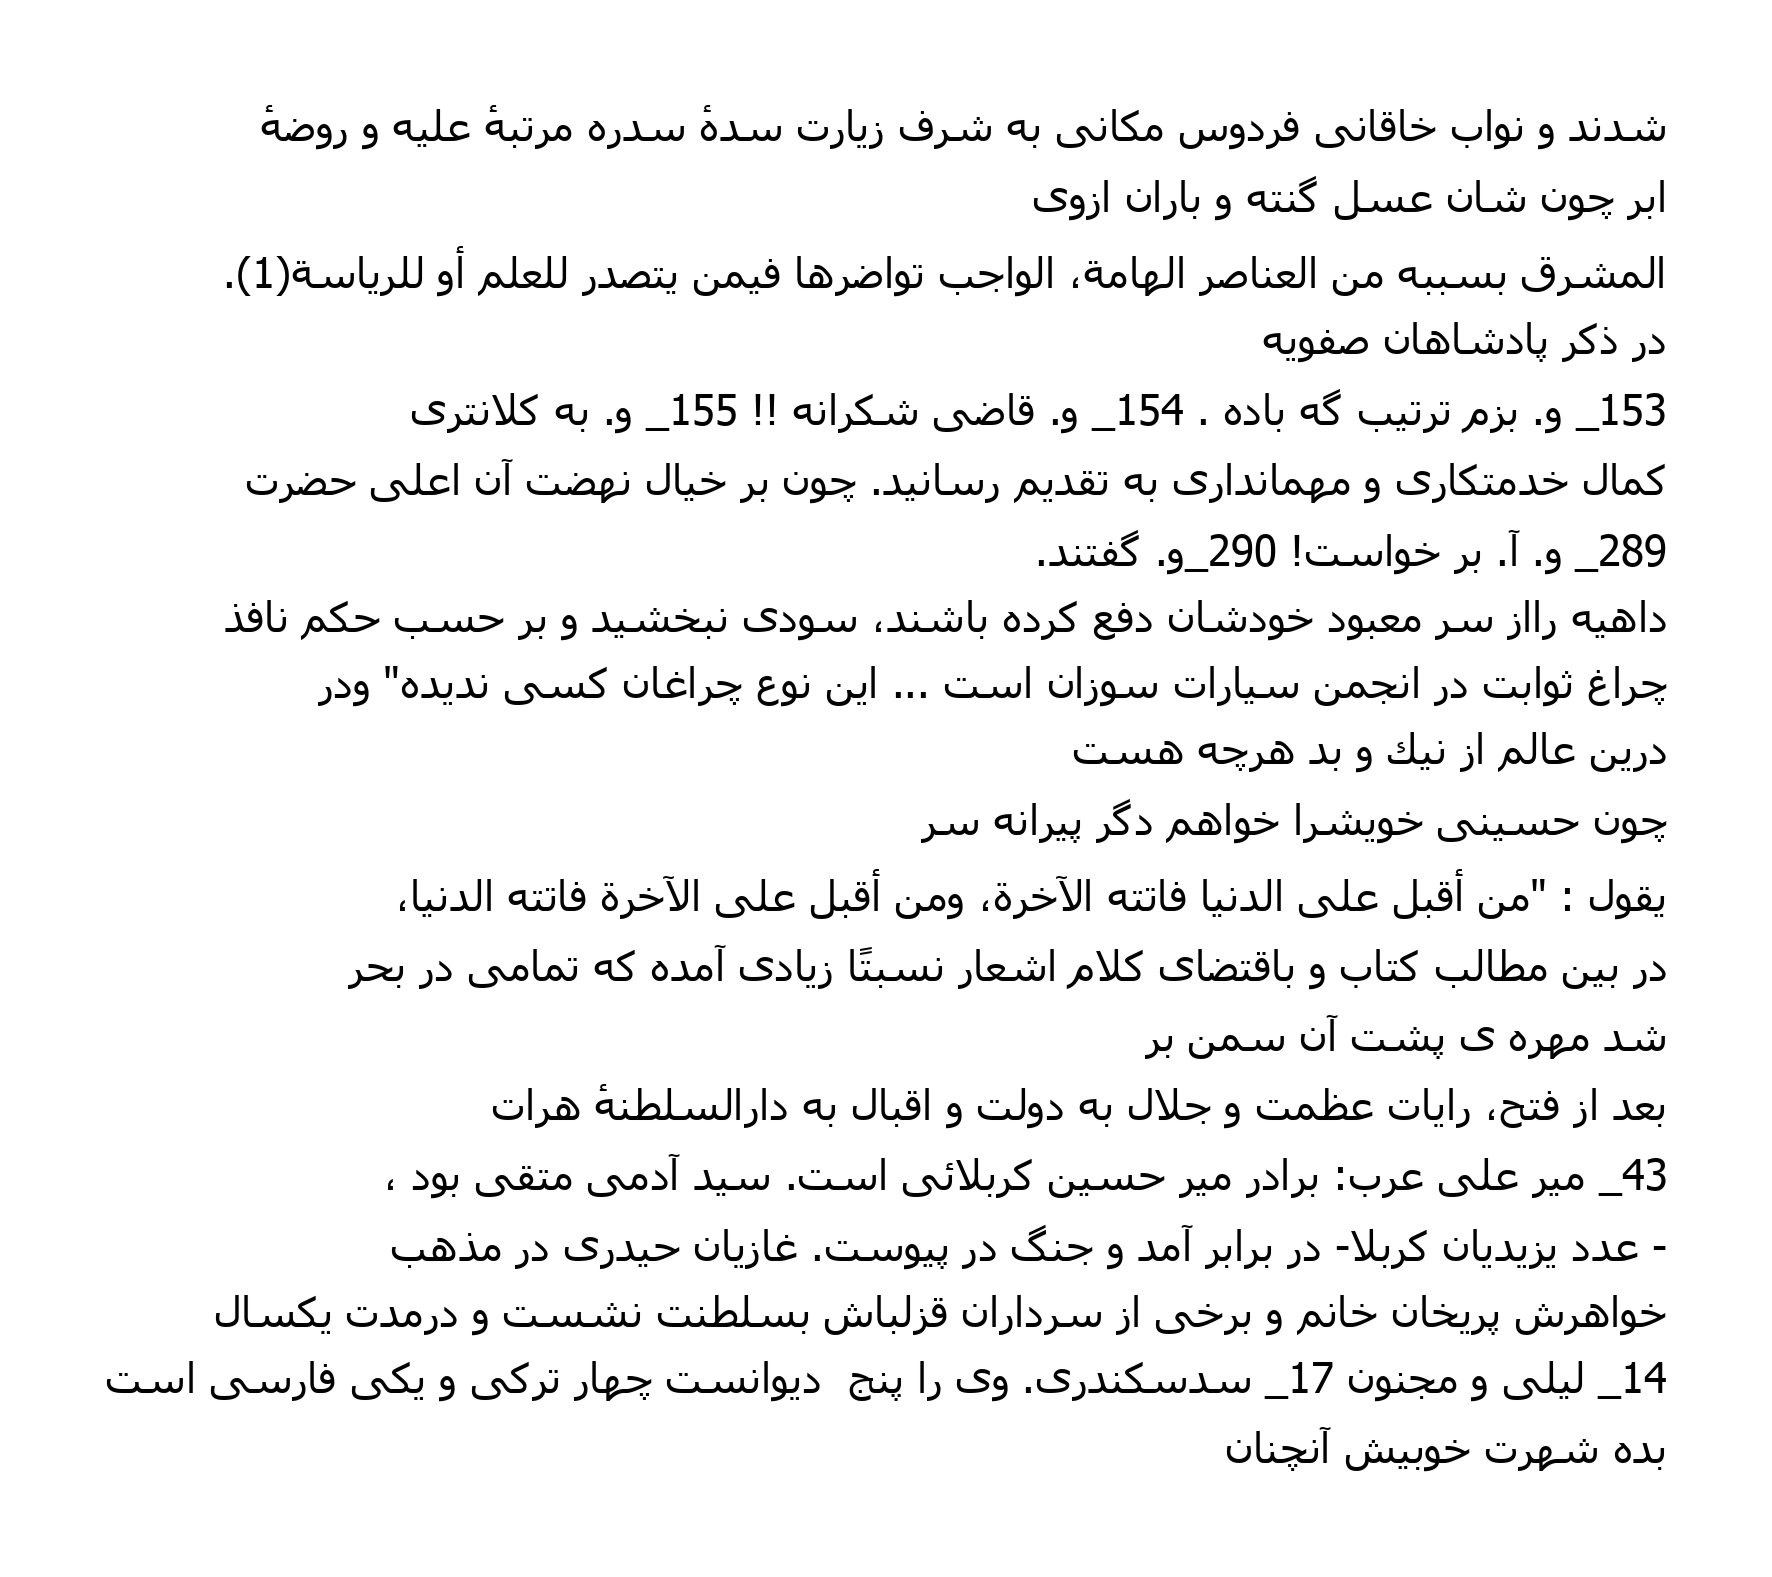 شدند و نواب خاقانی فردوس مکانی به شرف زیارت سدهٔ سدره مرتبهٔ علیه و روضهٔ
ابر چون شان عسل گنته و باران ازوی
المشرق بسببه من العناصر الهامة، الواجب تواضرها فيمن يتصدر للعلم أو للرياسة(1).
در ذکر پادشاهان صفویه
153_ و. بزم ترتیب گه باده . 154_ و. قاضی شکرانه !! 155_ و. به کلانتری
کمال خدمتکاری و مهمانداری به تقدیم رسانید. چون بر خیال نهضت آن اعلی حضرت
289_ و. آ. بر خواست! 290_و. گفتند.
داهیه رااز سر معبود خودشان دفع کرده باشند، سودی نبخشید و بر حسب حکم نافذ
چراغ ثوابت در انجمن سیارات سوزان است ... این نوع چراغان کسی ندیده" ودر
درین عالم از نیك و بد هرچه هست
چون حسینی خویشرا خواهم دگر پیرانه سر
يقول : "من أقبل على الدنيا فاتته الآخرة، ومن أقبل على الآخرة فاتته الدنيا،
در بین مطالب کتاب و باقتضای کلام اشعار نسبتًا زیادی آمده که تمامی در بحر
شد مهره ی پشت آن سمن بر
بعد از فتح، رایات عظمت و جلال به دولت و اقبال به دارالسلطنهٔ هرات
43_ میر علی عرب: برادر میر حسین کربلائی است. سید آدمی متقی بود ،
- عدد یزیدیان کربلا- در برابر آمد و جنگ در پیوست. غازیان حیدری در مذهب
خواهرش پریخان خانم و برخی از سرداران قزلباش بسلطنت نشست و درمدت یکسال
14_ لیلی و مجنون 17_ سدسکندری. وی را پنج  دیوانست چهار ترکی و یکی فارسی است
بده شهرت خوبیش آنچنان